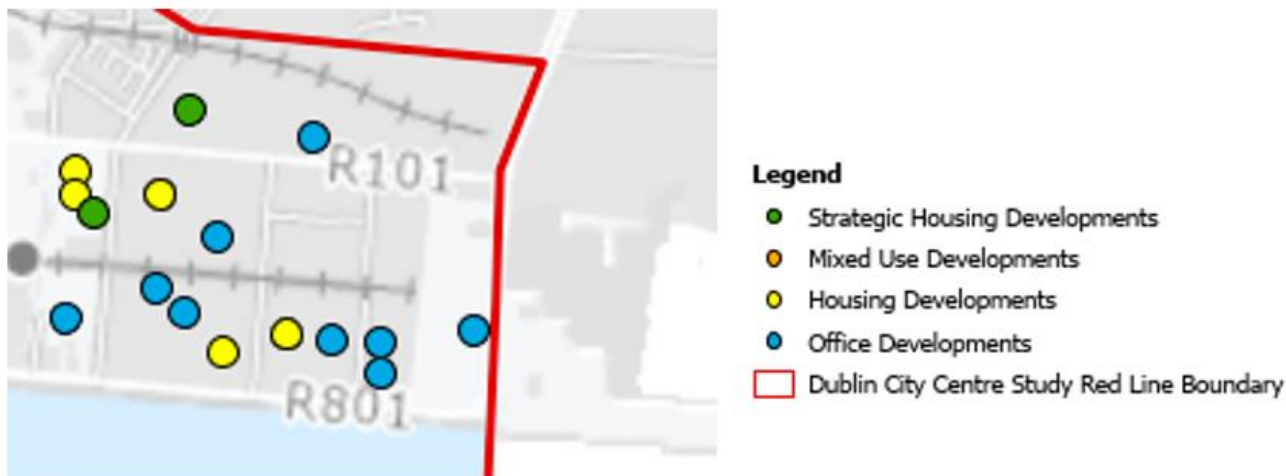 R101
R801
Legend
Strategic Housing Developments
Mixed Use Developments
Housing Developments
Office Developments
Dublin City Centre Study Red Line Boundary